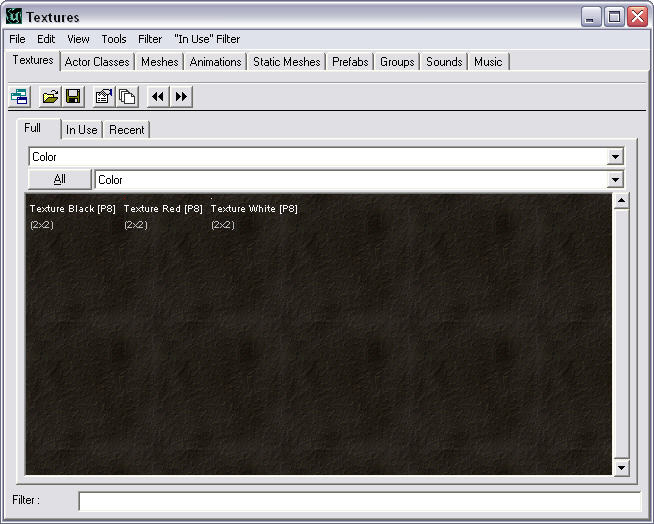 Textures
File Edit View Tools Filter "In Use" Filter
Textures Actor Classes Meshes Animations Static Meshes Prefabs Groups Sounds Music
Full In Use Recent
Color
All Color
Texture Black [P8] Texture Red [P8] Texture White [P8]
(2x2) (2x2) (2x2)
Filter :